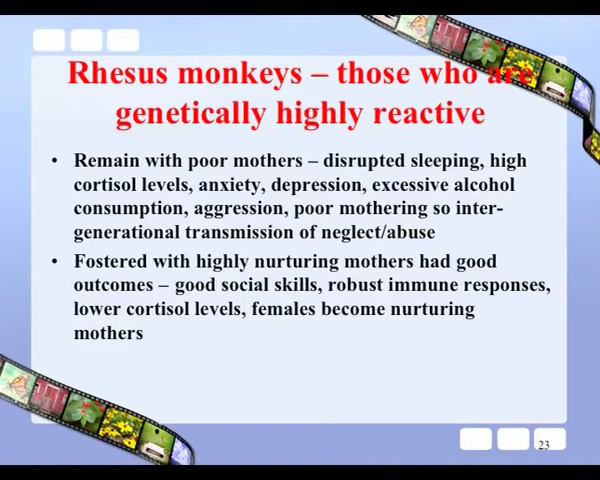 Rhesus monkeys – those who are
genetically highly reactive
• Remain with poor mothers – disrupted sleeping, high
cortisol levels, anxiety, depression, excessive alcohol
consumption, aggression, poor mothering so inter-
generational transmission of neglect/abuse
• Fostered with highly nurturing mothers had good
outcomes – good social skills, robust immune responses,
lower cortisol levels, females become nurturing
mothers
23